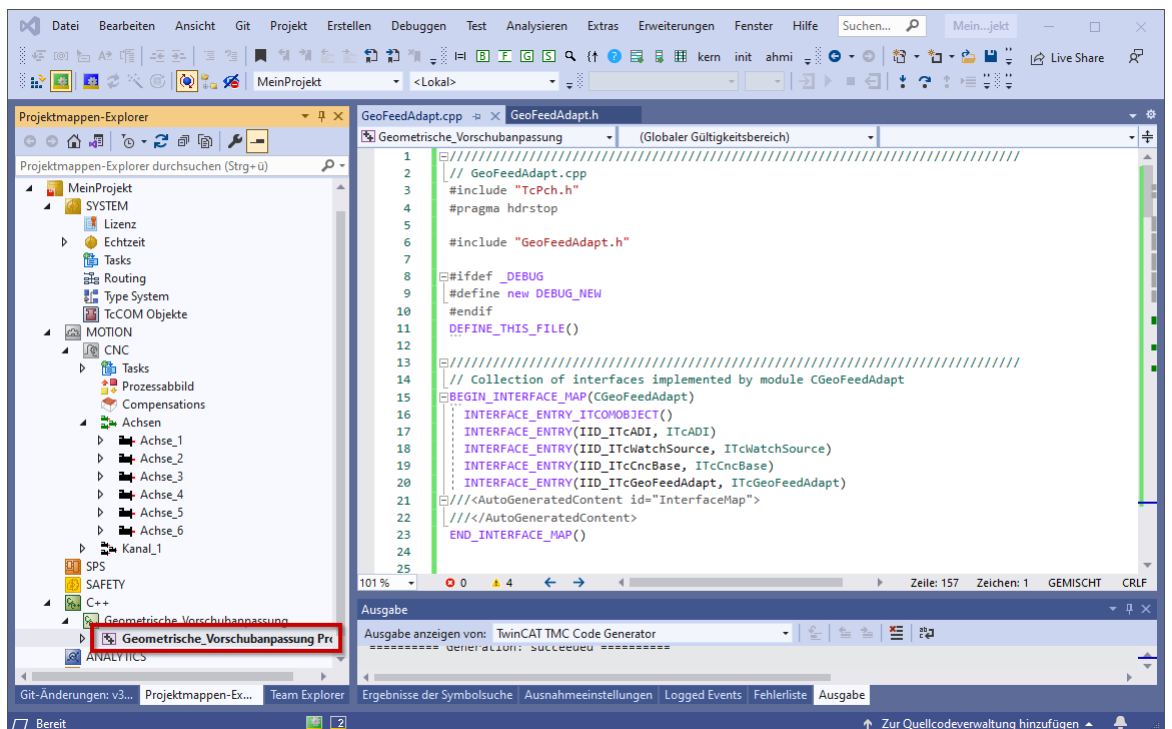 Datei Bearbeiten Ansicht Git Projekt Erstellen Debuggen Test Analysieren Extras Erweiterungen Fenster Hilfe Suchen... Mein...jekt
kern init ahmi Live Share
MeinProjekt <Lokal>
Projektmappen-Explorer
Projektmappen-Explorer durchsuchen (Strg+ü)
MeinProjekt
SYSTEM
Lizenz
Echtzeit
Tasks
Routing
Type System
TcCOM Objekte
MOTION
CNC
Tasks
Prozessabbild
Compensations
Achsen
Achse_1
Achse_2
Achse_3
Achse_4
Achse_5
Achse_6
Kanal_1
SPS
SAFETY
C++
Geometrische_Vorschubanpassung
Geometrische_Vorschubanpassung Pro
ANALYTICS
Git-Änderungen: v3... Projektmappen-Ex... Team Explorer
GeoFeedAdapt.cpp GeoFeedAdapt.h
Geometrische_Vorschubanpassung (Globaler Gültigkeitsbereich)
1 ///////////////////////////////////////////////////////////////////////////////
2 // GeoFeedAdapt.cpp
3 #include "TcPch.h"
4 #pragma hdrstop
5
6 #include "GeoFeedAdapt.h"
7
8 #ifdef _DEBUG
9 #define new DEBUG_NEW
10 #endif
11 DEFINE_THIS_FILE()
12
13 ///////////////////////////////////////////////////////////////////////////////
14 // Collection of interfaces implemented by module CGeoFeedAdapt
15 BEGIN_INTERFACE_MAP(CGeoFeedAdapt)
16 INTERFACE_ENTRY_ITCOMOBJECT()
17 INTERFACE_ENTRY(IID_ITcADI, ITcADI)
18 INTERFACE_ENTRY(IID_ITcWatchSource, ITcWatchSource)
19 INTERFACE_ENTRY(IID_ITcCncBase, ITcCncBase)
20 INTERFACE_ENTRY(IID_ITcGeoFeedAdapt, ITcGeoFeedAdapt)
21 ///<AutoGeneratedContent id="InterfaceMap">
22 ///</AutoGeneratedContent>
23 END_INTERFACE_MAP()
24
25
101 % 0 4 Zeile: 157 Zeichen: 1 GEMISCHT CRLF
Ausgabe
Ausgabe anzeigen von: TwinCAT TMC Code Generator
========== Generation: succeeded ==========
Ergebnisse der Symbolsuche Ausnahmeeinstellungen Logged Events Fehlerliste Ausgabe
Bereit 2 Zur Quellcodeverwaltung hinzufügen